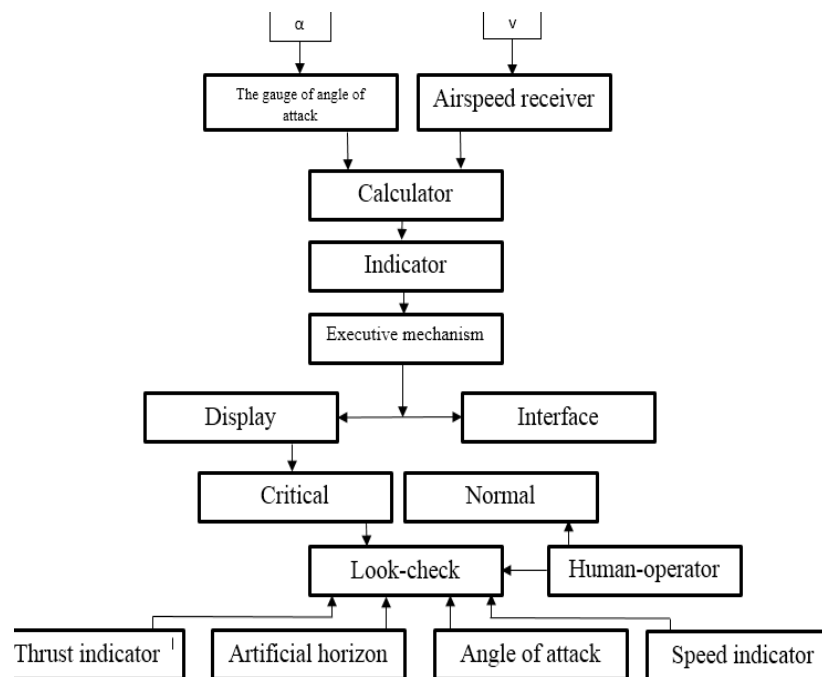 α
v
The gauge of angle of
attack
Airspeed receiver
Calculator
Indicator
Executive mechanism
Display
Interface
Critical
Normal
Look-check
Human-operator
Thrust indicator
Artificial horizon
Angle of attack
Speed indicator